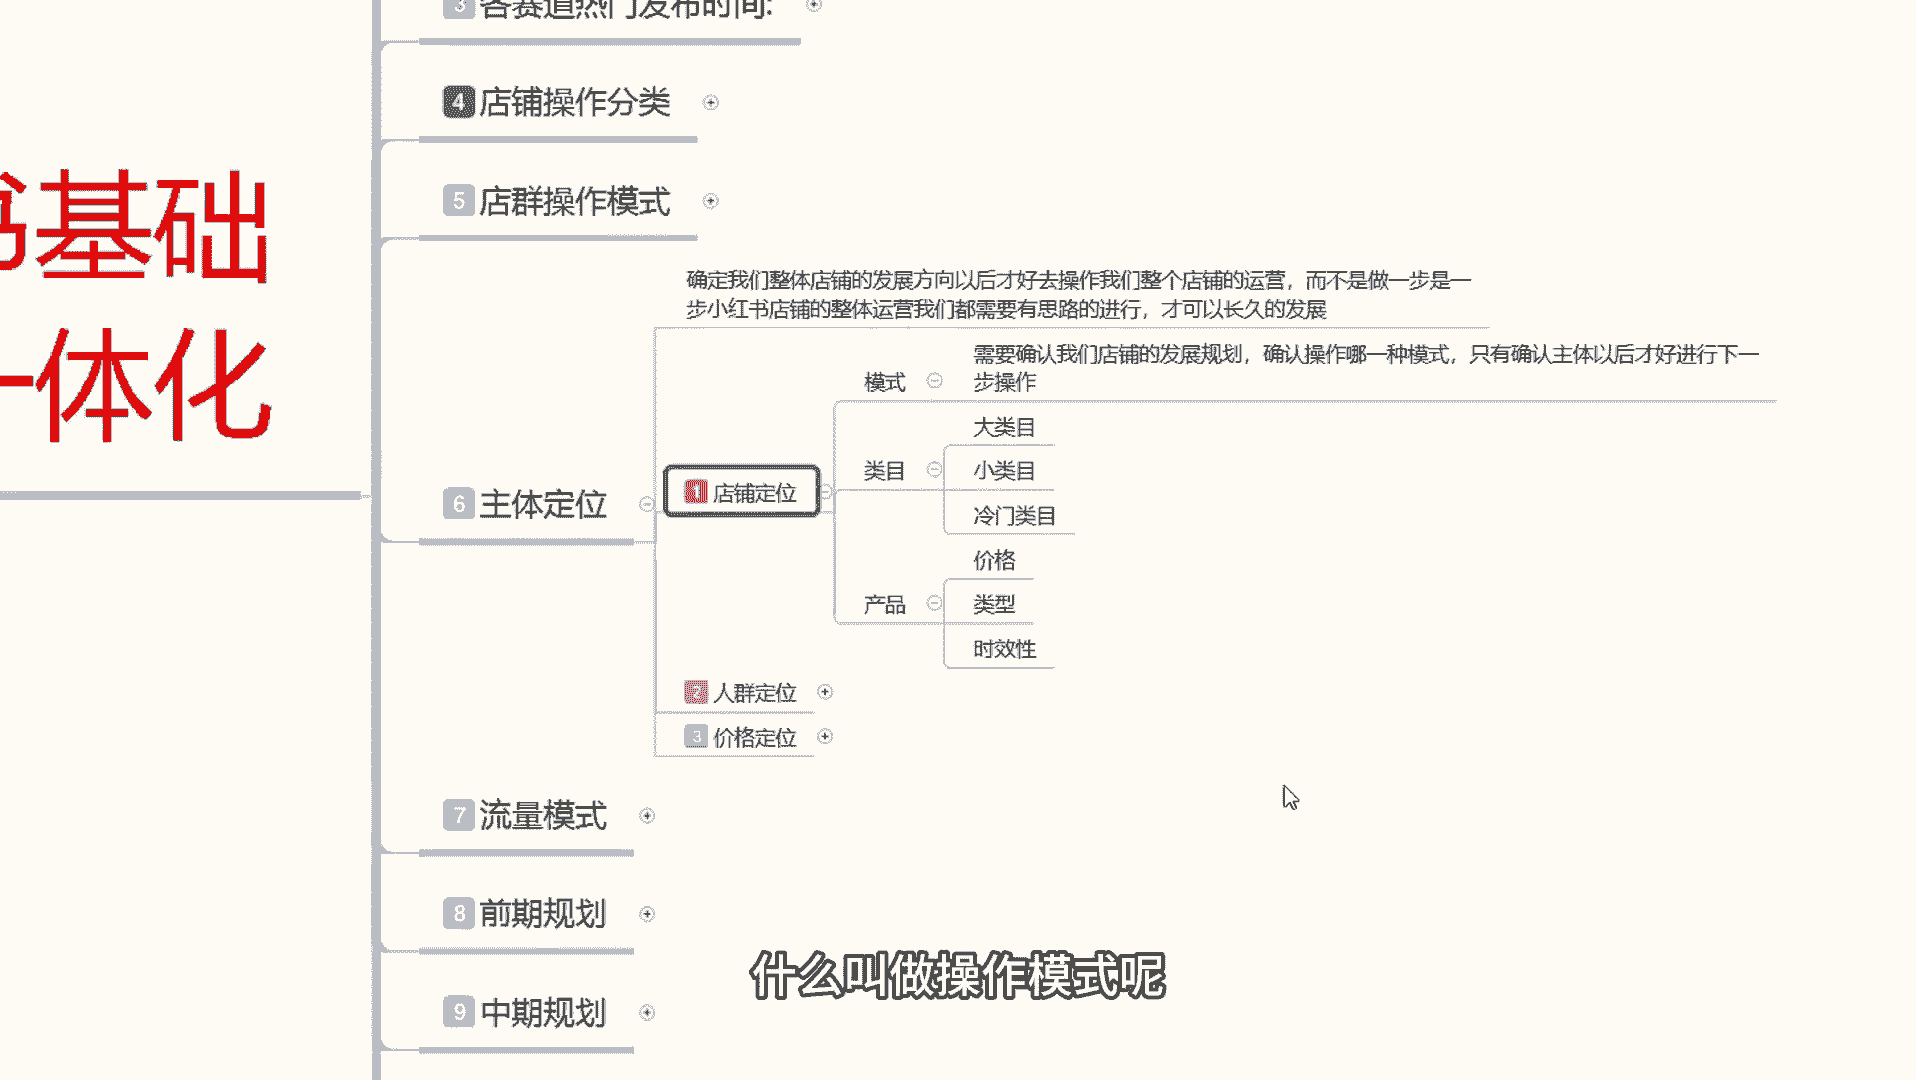 3 各赛道热门发布时间:
4 店铺操作分类
5 店群操作模式
书基础
一体化
确定我们整体店铺的发展方向以后才好去操作我们整个店铺的运营，而不是做一步是一
步小红书店铺的整体运营我们都需要有思路的进行，才可以长久的发展
需要确认我们店铺的发展规划，确认操作哪一种模式，只有确认主体以后才好进行下一
步操作
模式
大类目
类目
小类目
冷门类目
6 主体定位
1 店铺定位
价格
产品
类型
时效性
2 人群定位
3 价格定位
7 流量模式
8 前期规划
9 中期规划
什么叫做操作模式呢